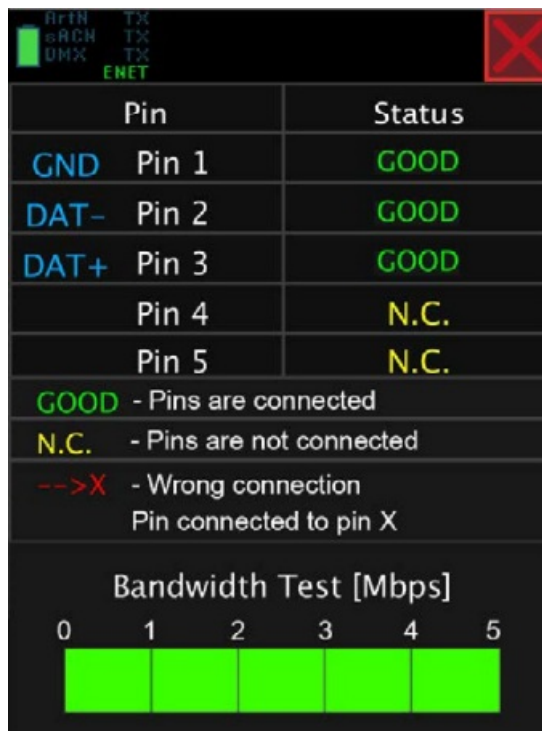 ArtN TX
sACN TX
DMX TX
ENET
Pin Status
GND Pin 1 GOOD
DAT- Pin 2 GOOD
DAT+ Pin 3 GOOD
Pin 4 N.C.
Pin 5 N.C.
GOOD - Pins are connected
N.C. - Pins are not connected
-->X - Wrong connection
Pin connected to pin X
Bandwidth Test [Mbps]
0 1 2 3 4 5